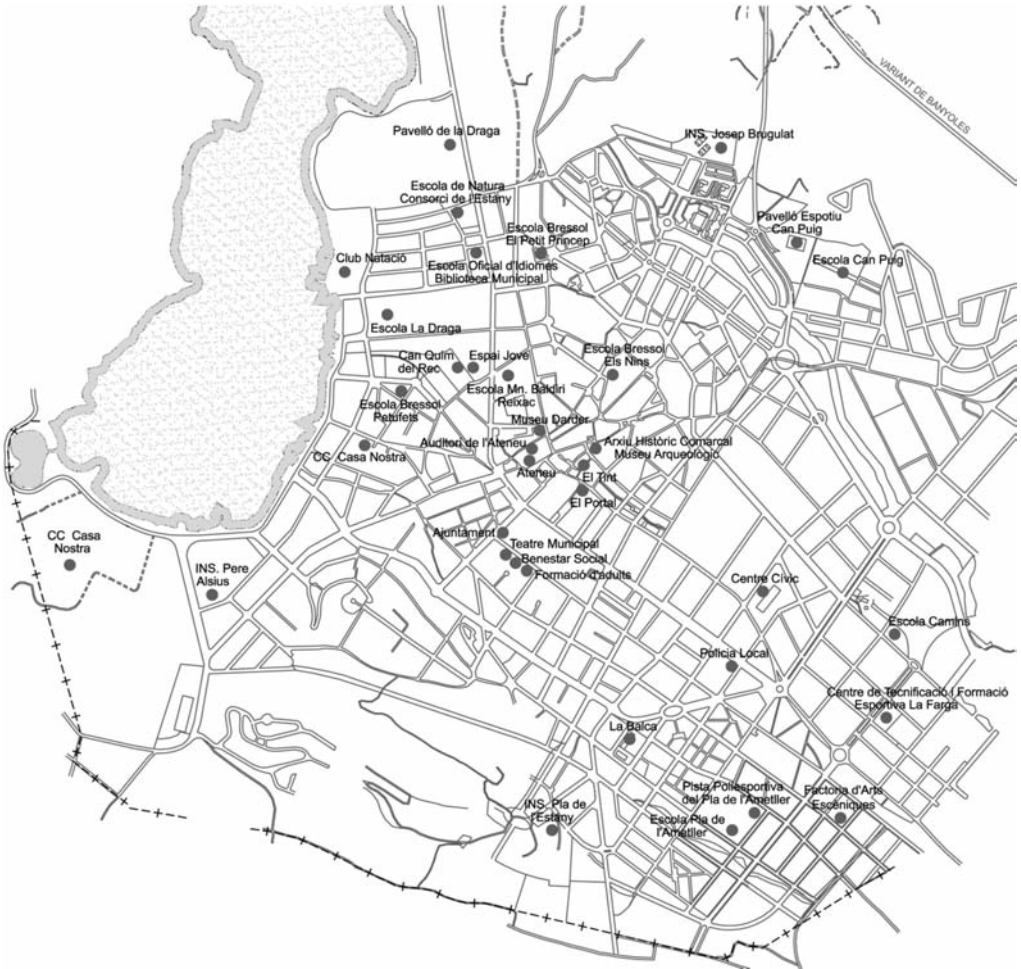 VARIANT DE BANYOLES
Pavelló de la Draga
INS. Josep Brugulat
Escola de Natura
Consorci de l'Estany
Escola Bressol
El Petit Príncep
Pavelló Espotiu
Can Puig
Club Natació
Escola Oficial d'Idiomes
Biblioteca Municipal
Escola Can Puig
Escola La Draga
Can Quim
del Rec
Espai Jove
Escola Bressol
Els Nins
Escola Mn. Baldiri
Reixac
Escola Bressol
Petufets
Museu Darder
Auditori de l'Ateneu
Arxiu Històric Comarcal
Museu Arqueològic
CC Casa Nostra
Ateneu
El Tint
El Portal
Ajuntament
CC Casa
Nostra
Teatre Municipal
Benestar Social
Formació d'adults
INS. Pere
Alsius
Centre Cívic
Escola Camins
Policia Local
Centre de Tecnificació i Formació
Esportiva La Farga
La Balca
Pista Poliesportiva
del Pla de l'Ametller
Factoria d'Arts
Escèniques
INS. Pla de
l'Estany
Escola Pla de
l'Ametller